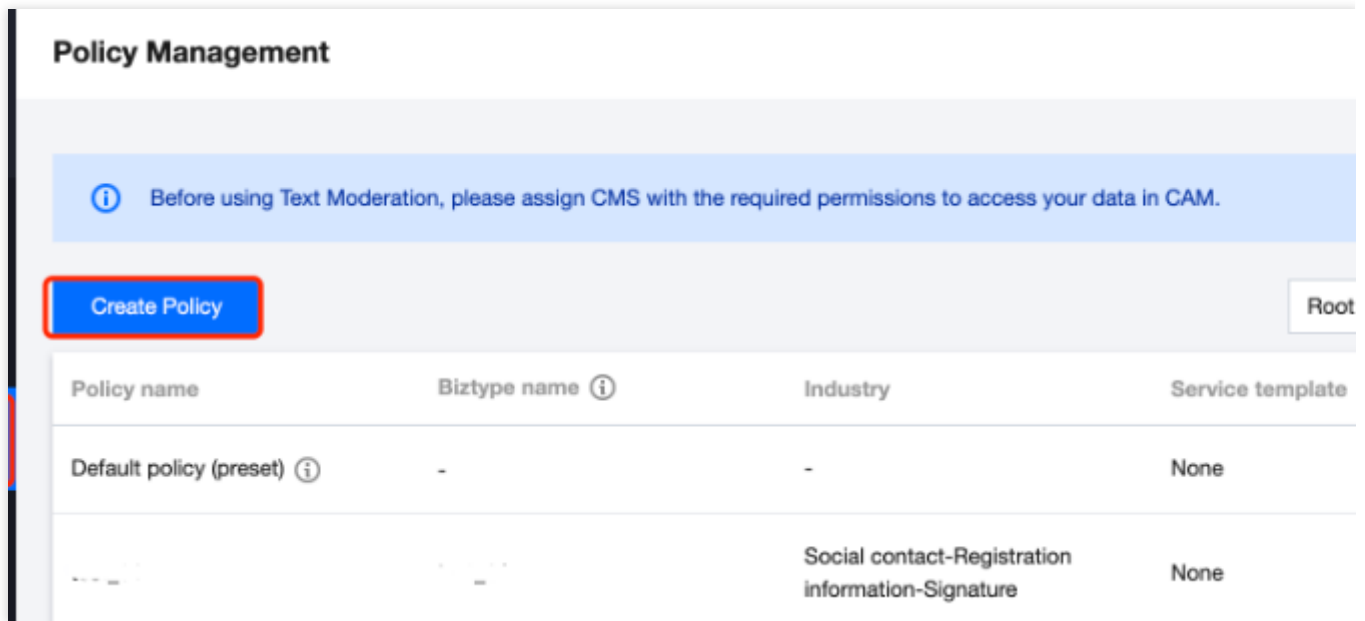 Policy Management
Before using Text Moderation, please assign CMS with the required permissions to access your data in CAM.
Create Policy
Root
Policy name Biztype name Industry Service template
Default policy (preset) - - None
Social contact-Registration
information-Signature
None